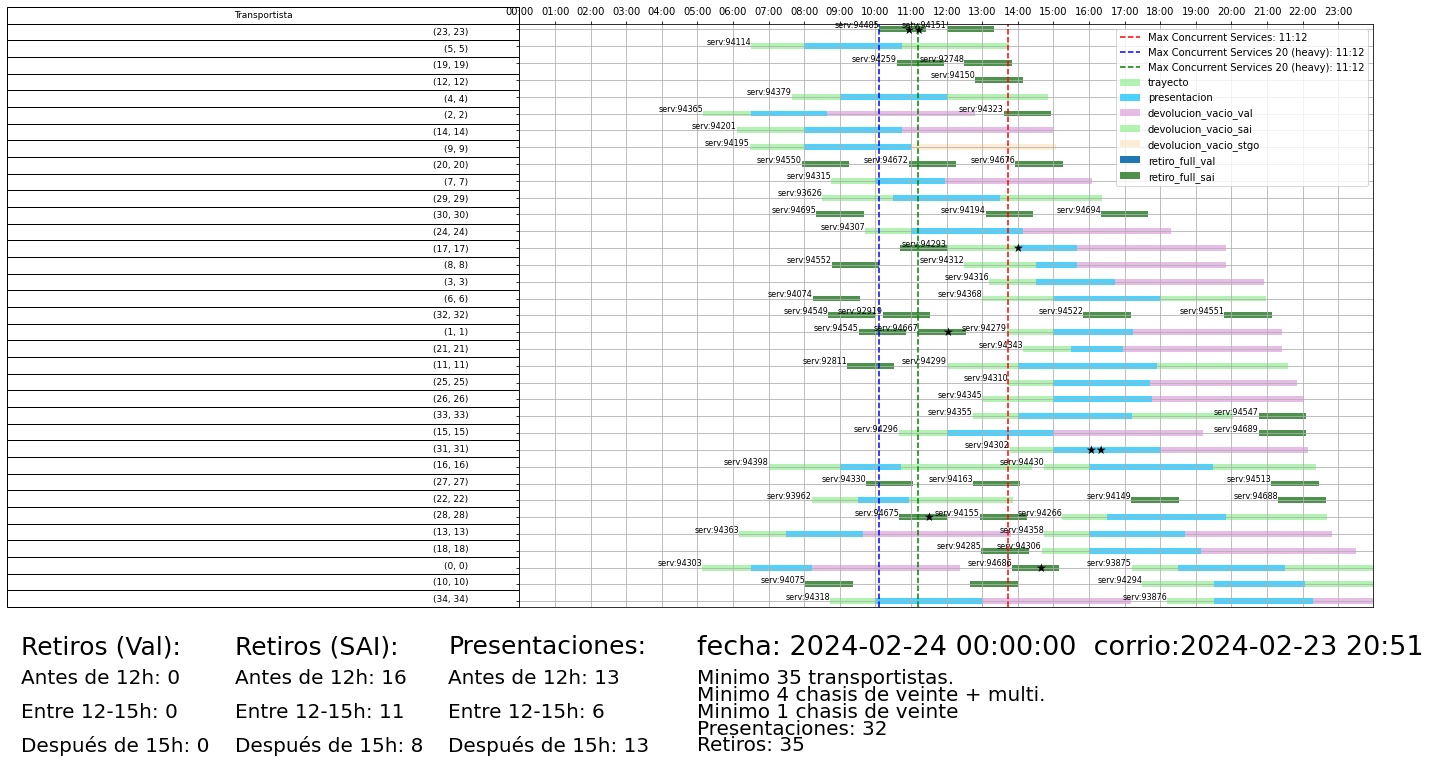 Transportista 00:00 01:00 02:00 03:00 04:00 05:00 06:00 07:00 08:00 09:00 10:00 11:00 12:00 13:00 14:00 15:00 16:00 17:00 18:00 19:00 20:00 21:00 22:00 23:00
(23, 23) serv:94485 serv:94151
(5, 5) serv:94114
(19, 19) serv:94259 serv:92748
(12, 12) serv:94150
(4, 4) serv:94379
(2, 2) serv:94365 serv:94323
(14, 14) serv:94201
(9, 9) serv:94195
(20, 20) serv:94550 serv:94672 serv:94676
(7, 7) serv:94315
(29, 29) serv:93626
(30, 30) serv:94695 serv:94194 serv:94694
(24, 24) serv:94307
(17, 17) serv:94293
(8, 8) serv:94552 serv:94312
(3, 3) serv:94316
(6, 6) serv:94074 serv:94368
(32, 32) serv:94549 serv:92919 serv:94522 serv:94551
(1, 1) serv:94545 serv:94667 serv:94279
(21, 21) serv:94343
(11, 11) serv:92811 serv:94299
(25, 25) serv:94310
(26, 26) serv:94345
(33, 33) serv:94355 serv:94547
(15, 15) serv:94296 serv:94689
(31, 31) serv:94302
(16, 16) serv:94398 serv:94430
(27, 27) serv:94330 serv:94163 serv:94513
(22, 22) serv:93962 serv:94149 serv:94688
(28, 28) serv:94675 serv:94155 serv:94266
(13, 13) serv:94363 serv:94358
(18, 18) serv:94285 serv:94306
(0, 0) serv:94303 serv:94686 serv:93875
(10, 10) serv:94075 serv:94294
(34, 34) serv:94318 serv:93876
Max Concurrent Services: 11:12
Max Concurrent Services 20 (heavy): 11:12
Max Concurrent Services 20 (heavy): 11:12
trayecto
presentacion
devolucion_vacio_val
devolucion_vacio_sai
devolucion_vacio_stgo
retiro_full_val
retiro_full_sai
Retiros (Val):
Antes de 12h: 0
Entre 12-15h: 0
Después de 15h: 0
Retiros (SAI):
Antes de 12h: 16
Entre 12-15h: 11
Después de 15h: 8
Presentaciones:
Antes de 12h: 13
Entre 12-15h: 6
Después de 15h: 13
fecha: 2024-02-24 00:00:00 corrio:2024-02-23 20:51
Minimo 35 transportistas.
Minimo 4 chasis de veinte + multi.
Minimo 1 chasis de veinte
Presentaciones: 32
Retiros: 35